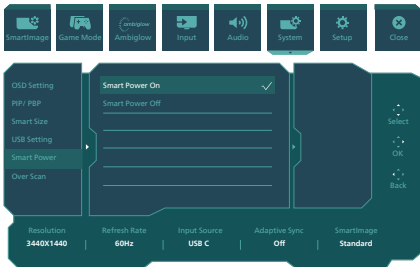 ambiglow
SmartImage Game Mode Ambiglow Input Audio System Setup Close
OSD Setting
PIP/ PBP
Smart Size
USB Setting
Smart Power
Over Scan
Smart Power On
Smart Power Off
Select
OK
Back
Resolution Refresh Rate Input Source Adaptive Sync SmartImage
3440X1440 60Hz USB C Off Standard